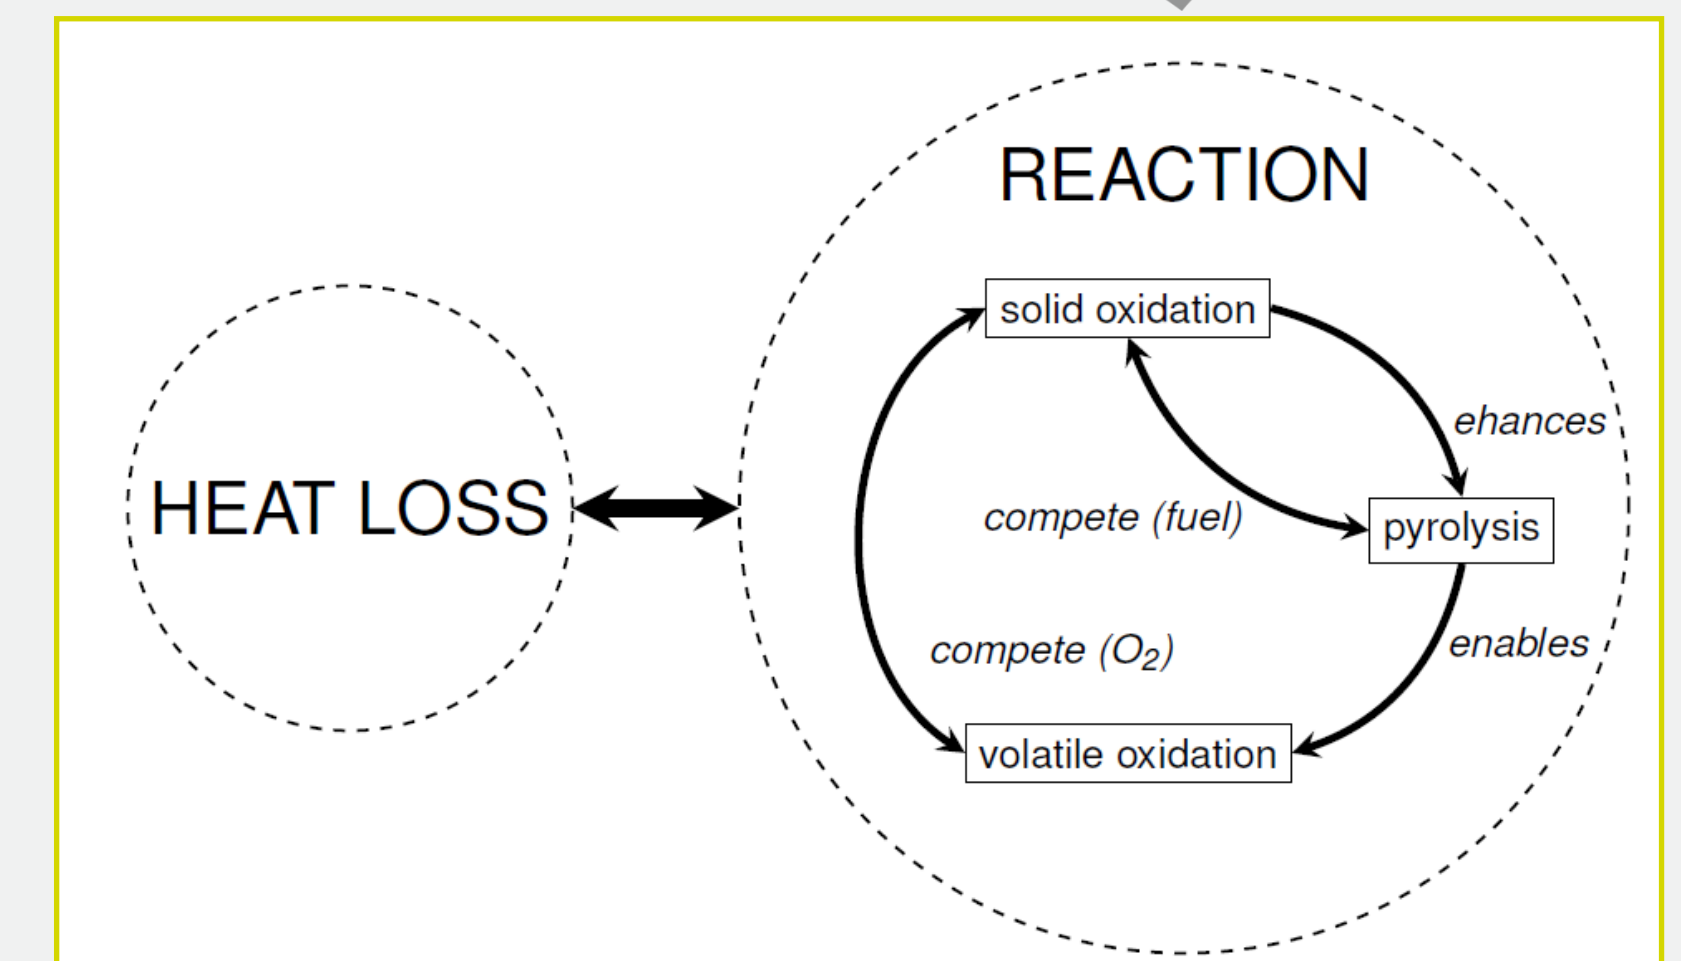 REACTION
solid oxidation
ehances
HEAT LOSS
compete (fuel)
pyrolysis
compete (O₂)
enables
volatile oxidation